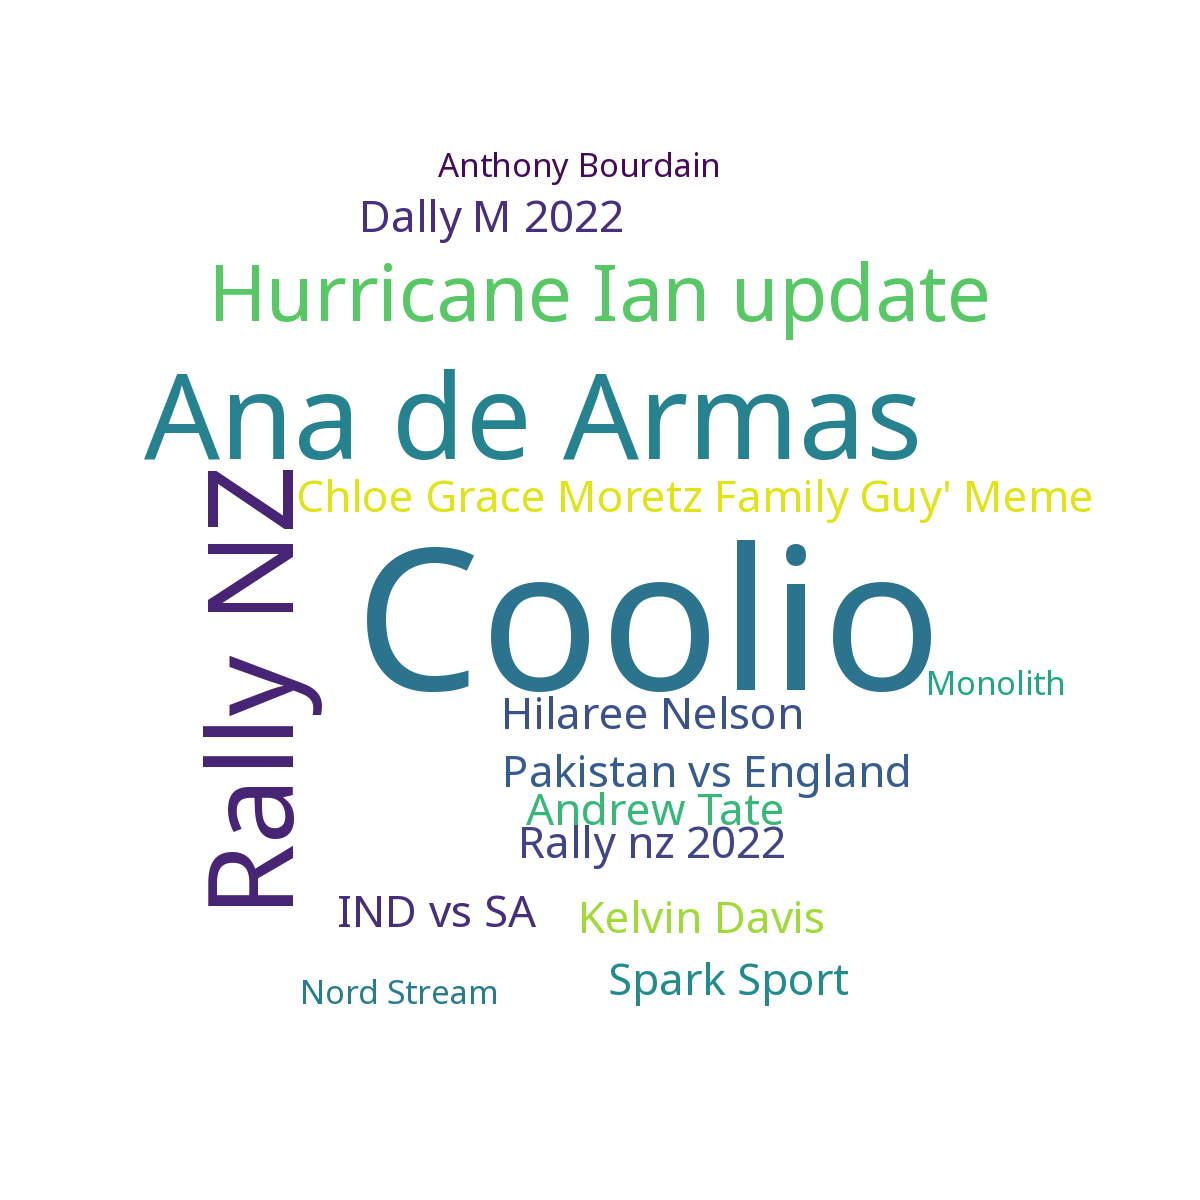 Anthony Bourdain
Dally M 2022
Hurricane Ian update
Ana de Armas
Rally NZ
Chloe Grace Moretz Family Guy' Meme
Coolio
Monolith
Hilaree Nelson
Pakistan vs England
Andrew Tate
Rally nz 2022
IND vs SA
Kelvin Davis
Spark Sport
Nord Stream